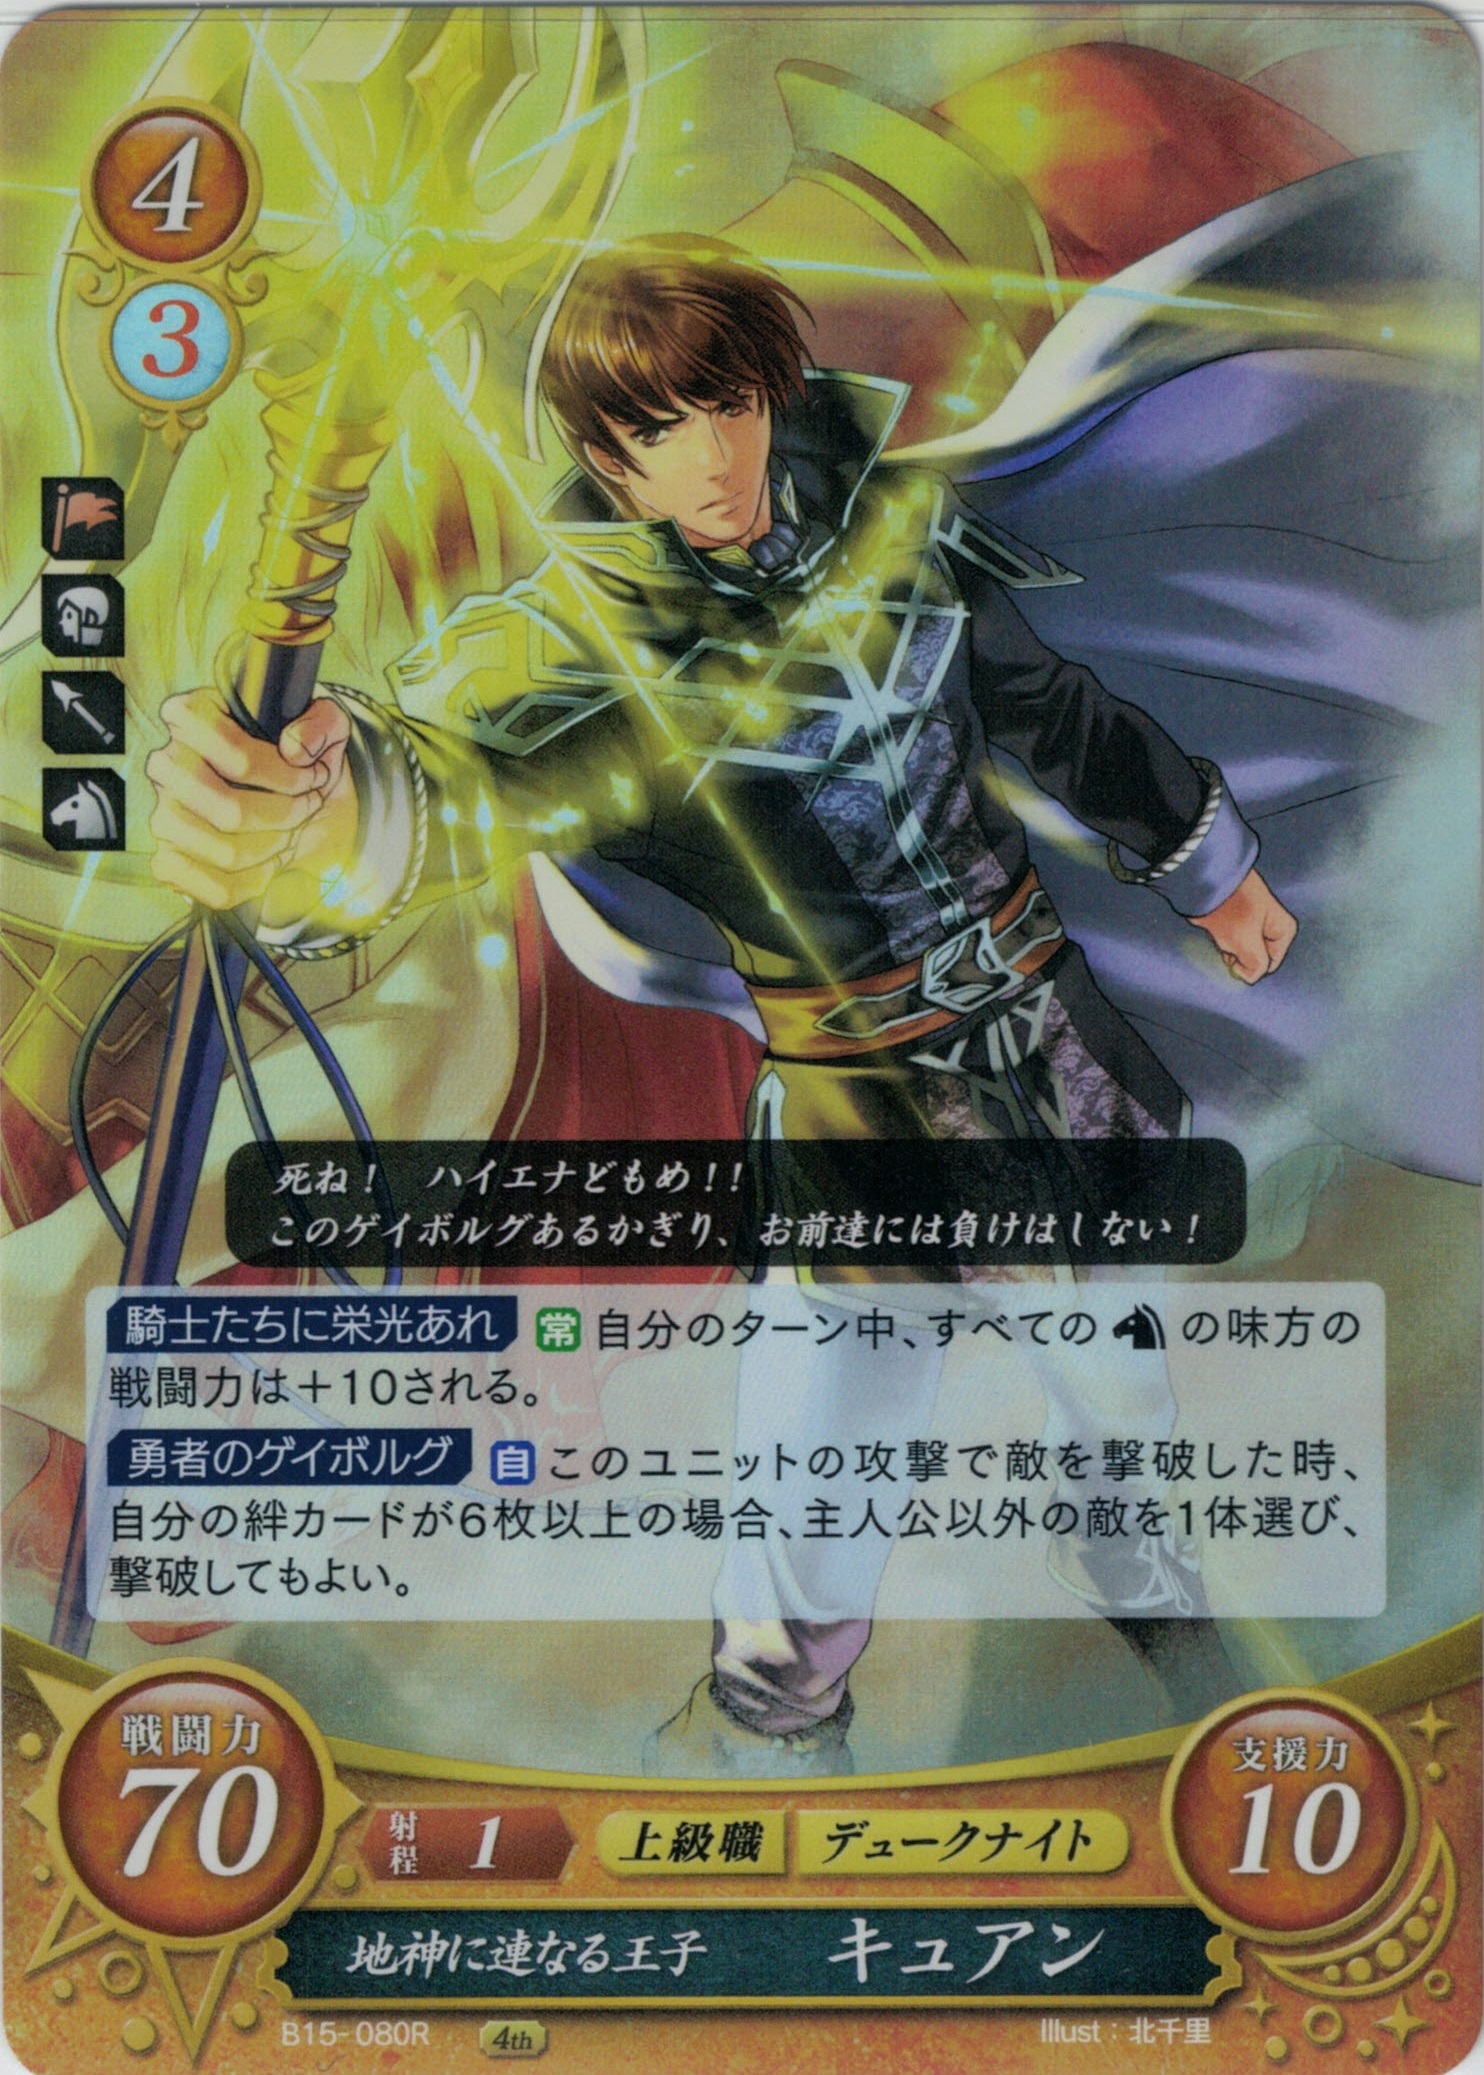 4
3
死ね！　ハイエナどもめ！！
このゲイボルグあるかぎり、お前達には負けはしない！
騎士たちに栄光あれ 常 自分のターン中、すべての の味方の
戦闘力は＋10される。
勇者のゲイボルグ 自 このユニットの攻撃で敵を撃破した時、
自分の絆カードが6枚以上の場合、主人公以外の敵を1体選び、
撃破してもよい。
戦闘力
70
射程 1
上級職 デュークナイト
支援力
10
地神に連なる王子　キュアン
B15-080R 4th Illust：北千里